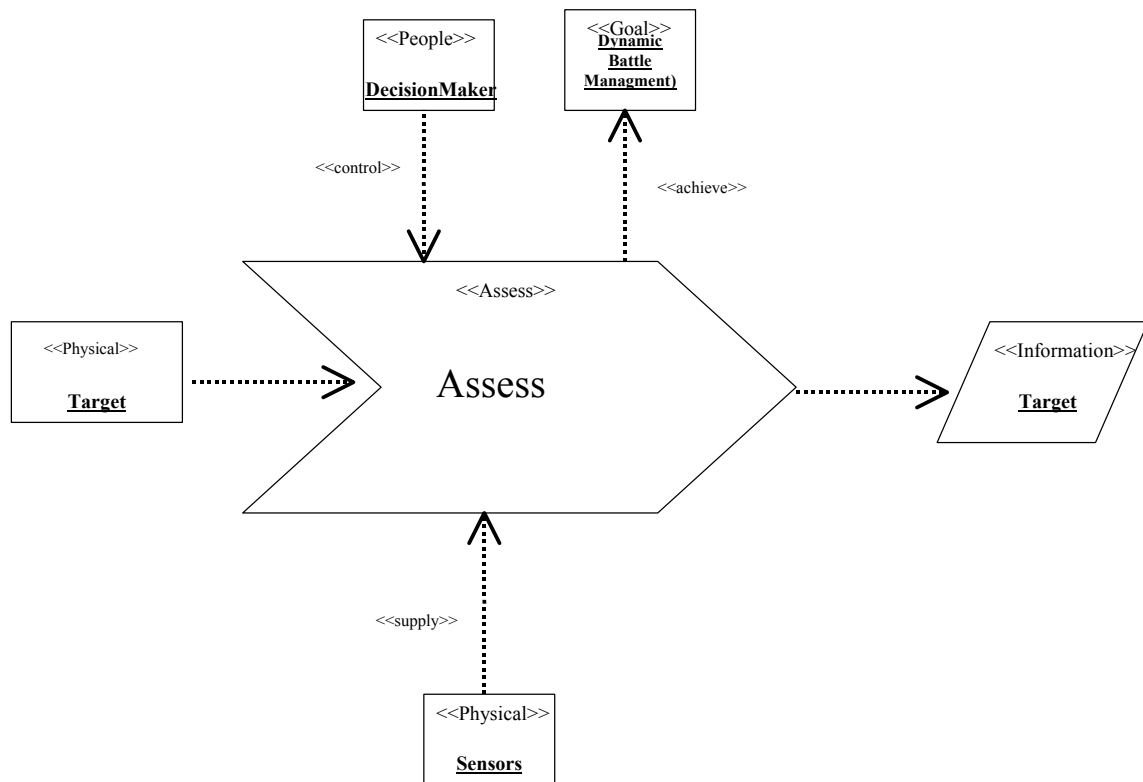 <<People>>
DecisionMaker
<<Goal>>
Dynamic
Battle
Managment)
<<control>>
<<achieve>>
<<Assess>>
Assess
<<Physical>>
Target
<<Information>>
Target
<<supply>>
<<Physical>>
Sensors